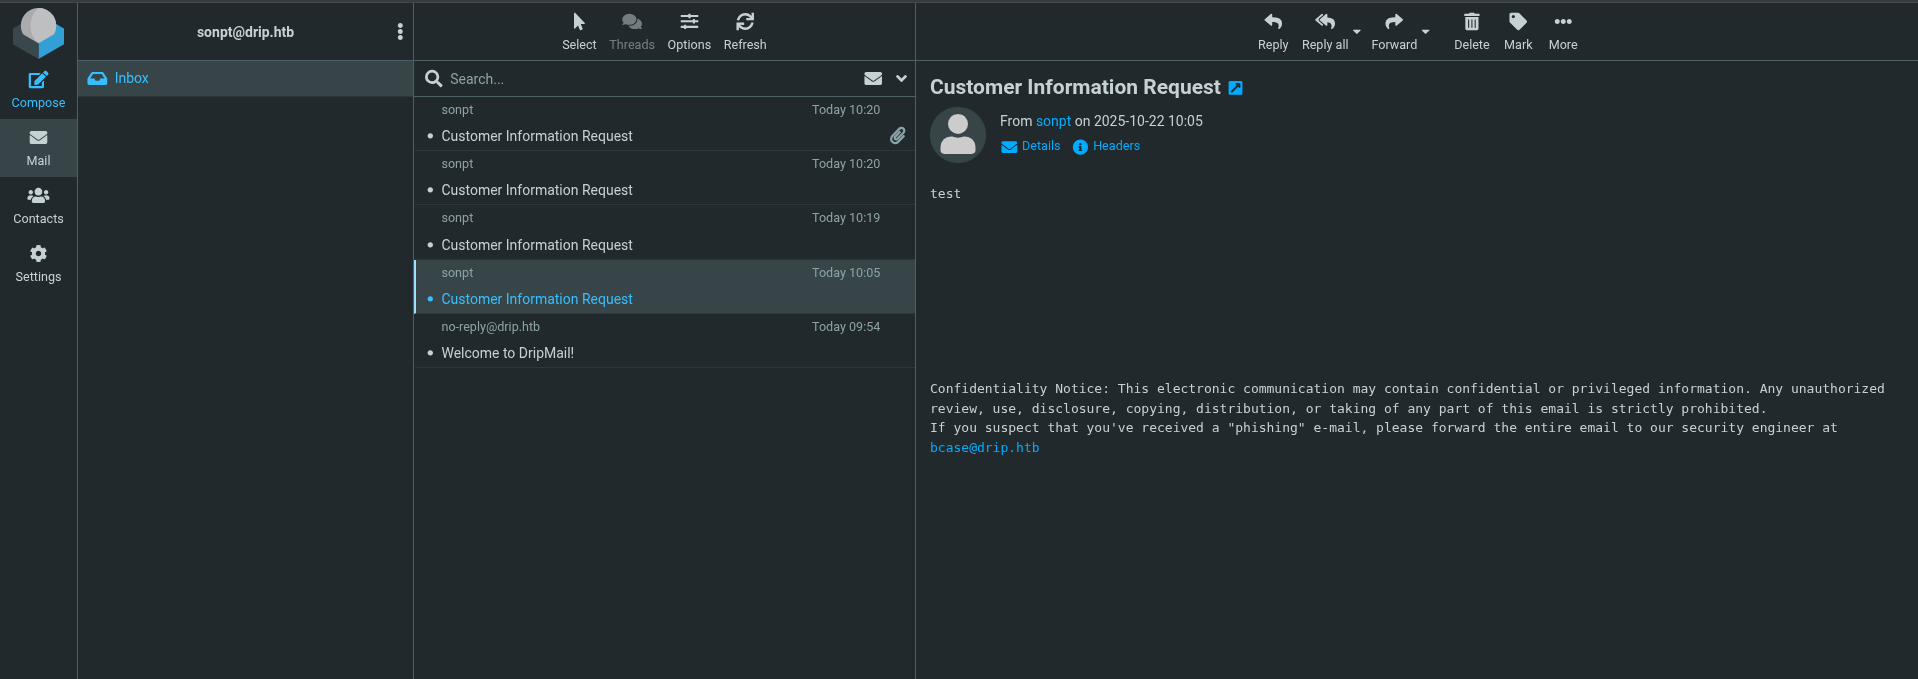 sonpt@drip.htb
Select
Threads
Options
Refresh
Reply
Reply all
Forward
Delete
Mark
More
Compose
Mail
Contacts
Settings
Inbox
Search...
sonpt Today 10:20
Customer Information Request
sonpt Today 10:20
Customer Information Request
sonpt Today 10:19
Customer Information Request
sonpt Today 10:05
Customer Information Request
no-reply@drip.htb Today 09:54
Welcome to DripMail!
Customer Information Request
From sonpt on 2025-10-22 10:05
Details Headers
test
Confidentiality Notice: This electronic communication may contain confidential or privileged information. Any unauthorized
review, use, disclosure, copying, distribution, or taking of any part of this email is strictly prohibited.
If you suspect that you've received a "phishing" e-mail, please forward the entire email to our security engineer at
bcase@drip.htb